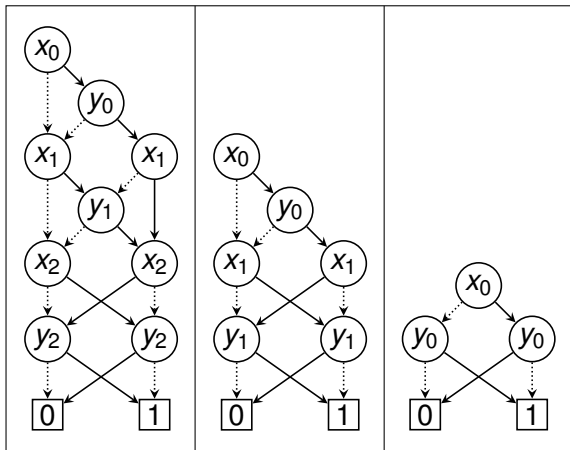 x₀
y₀
x₁ x₁
y₁
x₂ x₂
y₂ y₂
0 1
x₀
y₀
x₁ x₁
y₁ y₁
0 1
x₀
y₀ y₀
0 1